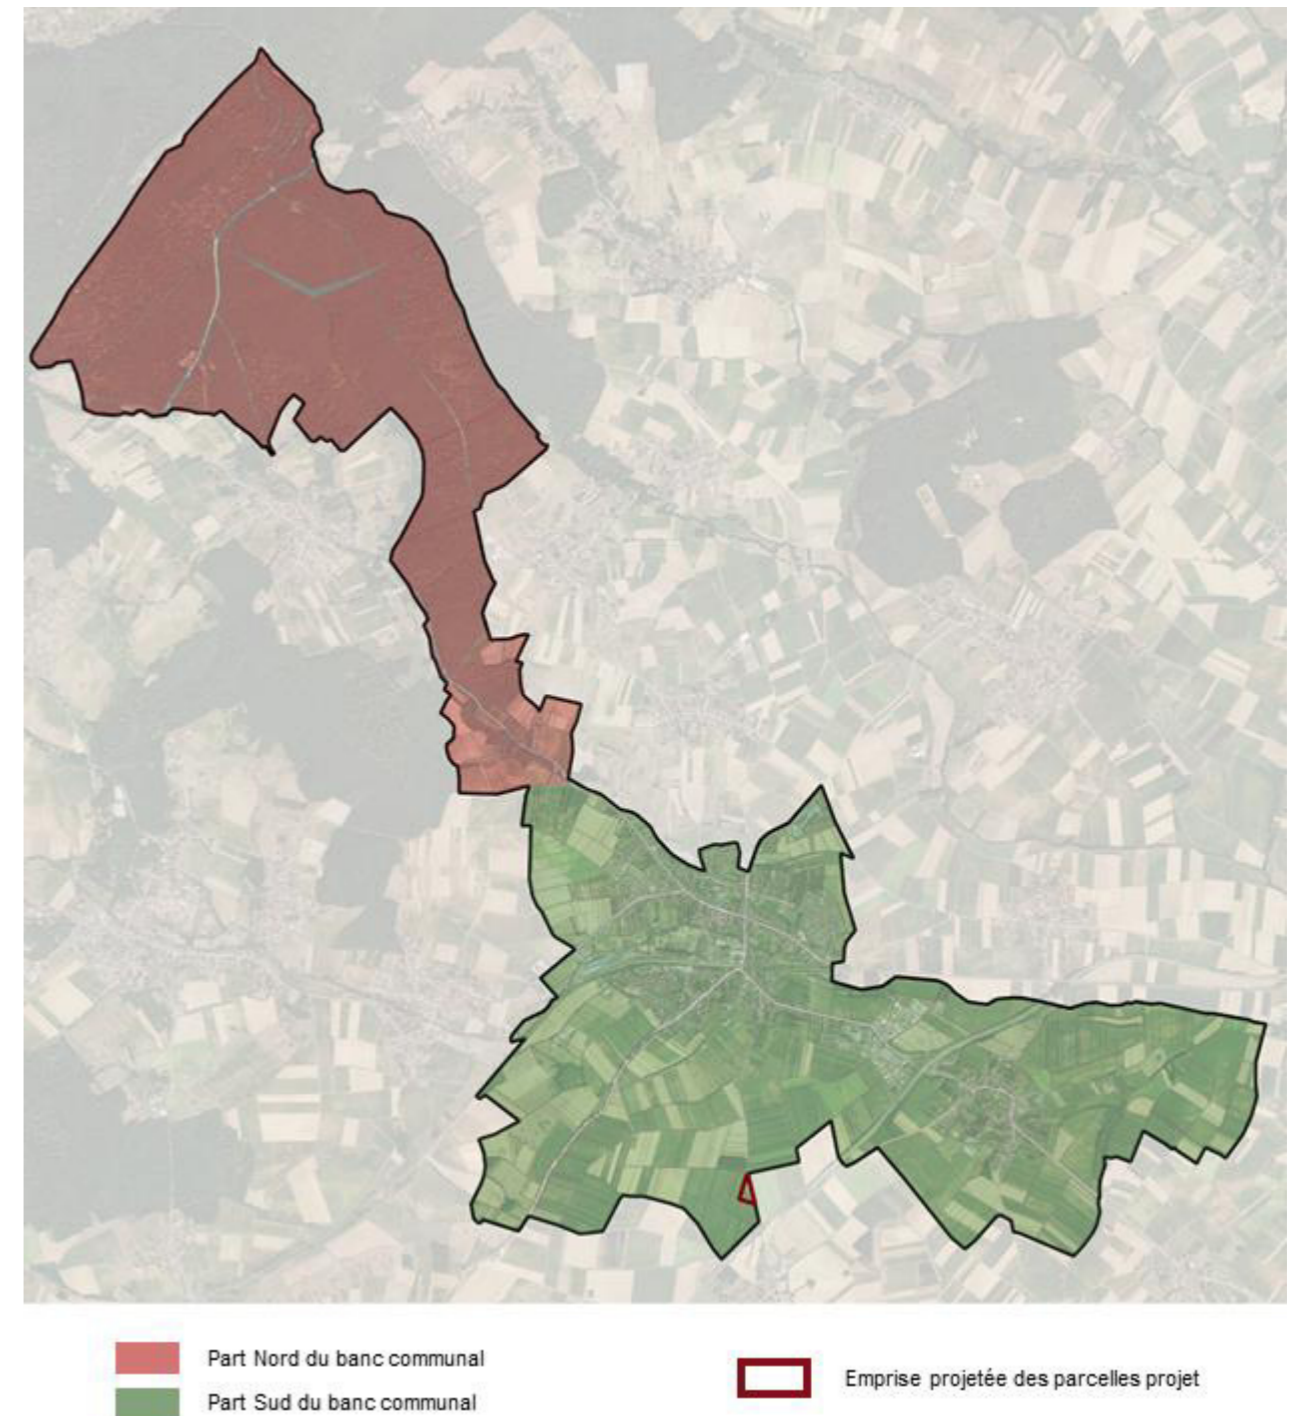 Part Nord du banc communal
Part Sud du banc communal
Emprise projetée des parcelles projet